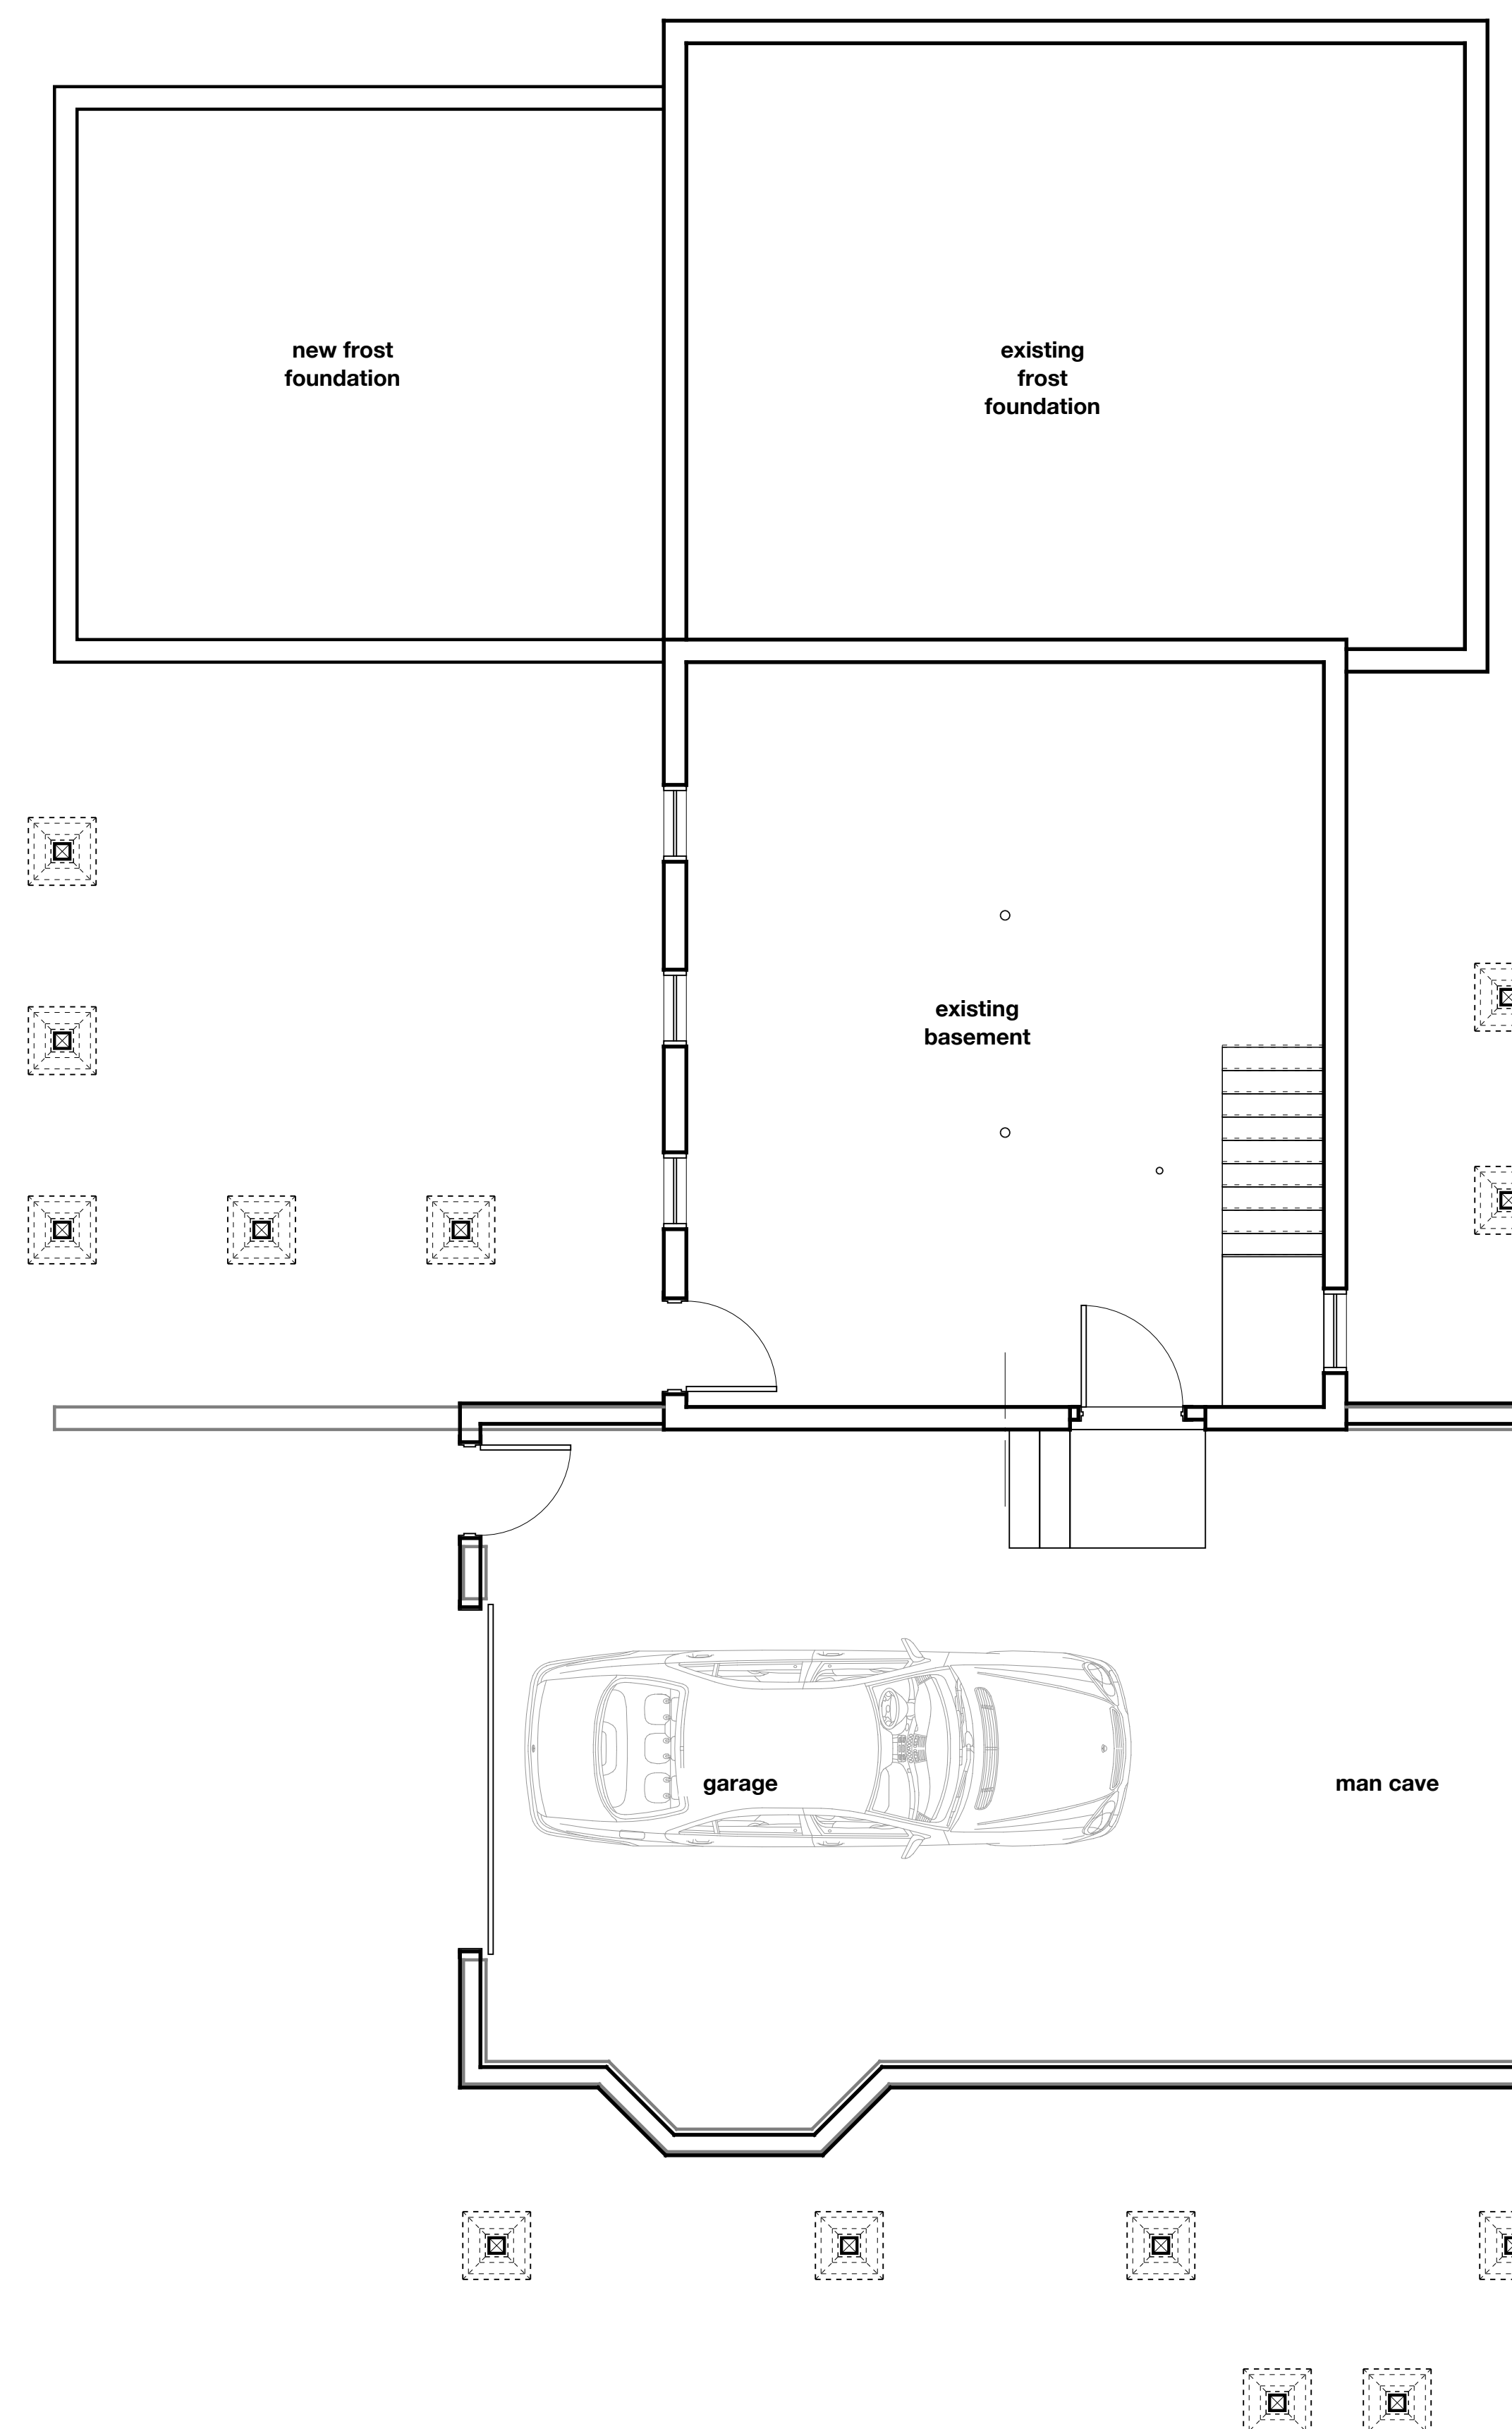 new frost
foundation
existing
frost
foundation
existing
basement
garage
man cave